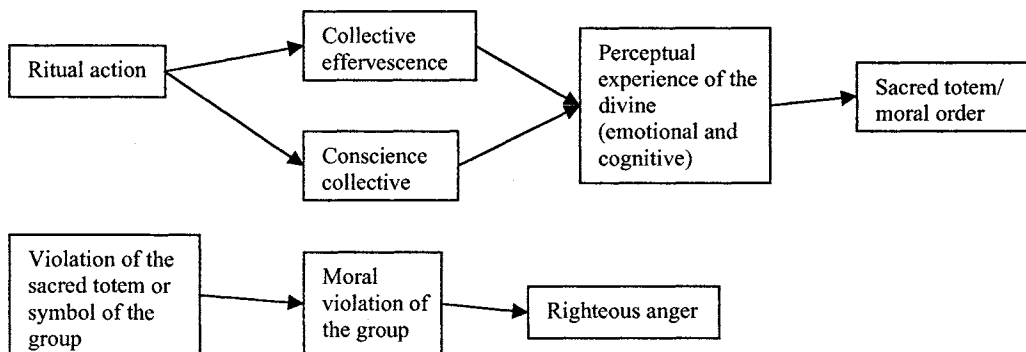 Ritual action
Collective
effervescence
Conscience
collective
Perceptual
experience of the
divine
(emotional and
cognitive)
Sacred totem/
moral order
Violation of the
sacred totem or
symbol of the
group
Moral
violation of
the group
Righteous anger